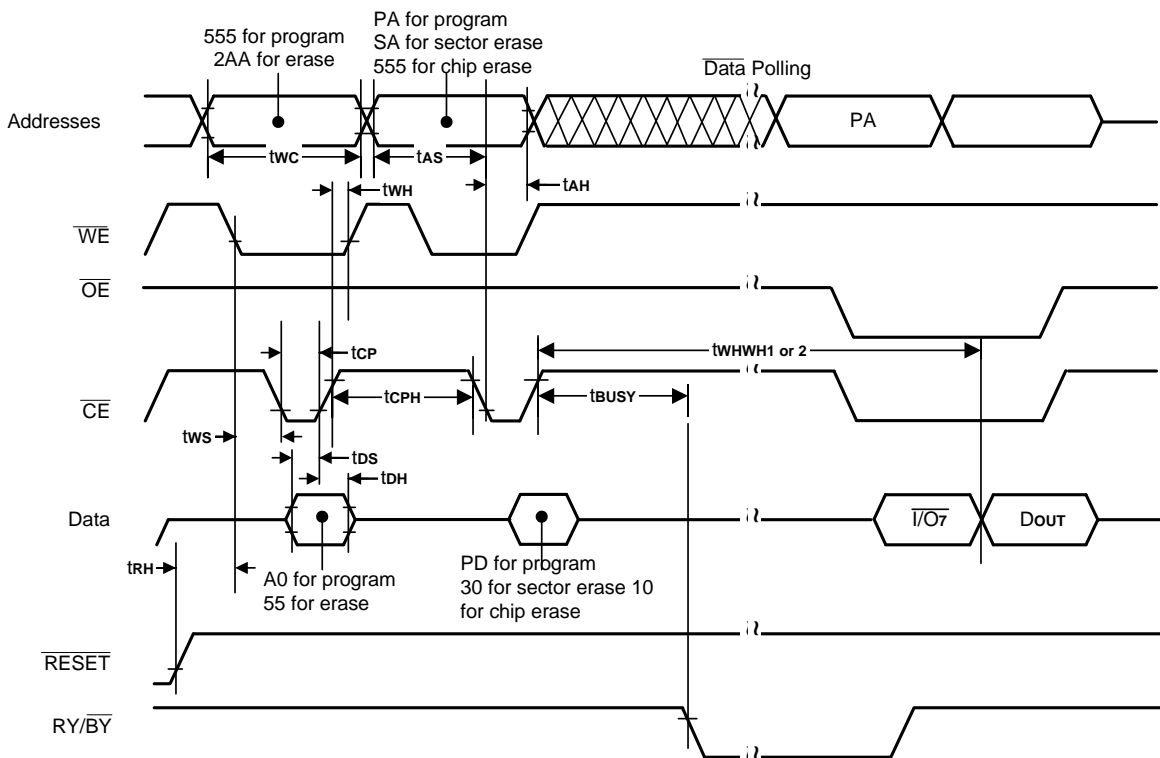 555 for program
2AA for erase
PA for program
SA for sector erase
555 for chip erase
Data Polling
Addresses
PA
tWC
tAS
tWH
tAH
WE
OE
tCP
tWHWH1 or 2
tCPH
tBUSY
CE
tWS
tDS
tDH
Data
I/O7
DOUT
tRH
A0 for program
55 for erase
PD for program
30 for sector erase 10
for chip erase
RESET
RY/BY